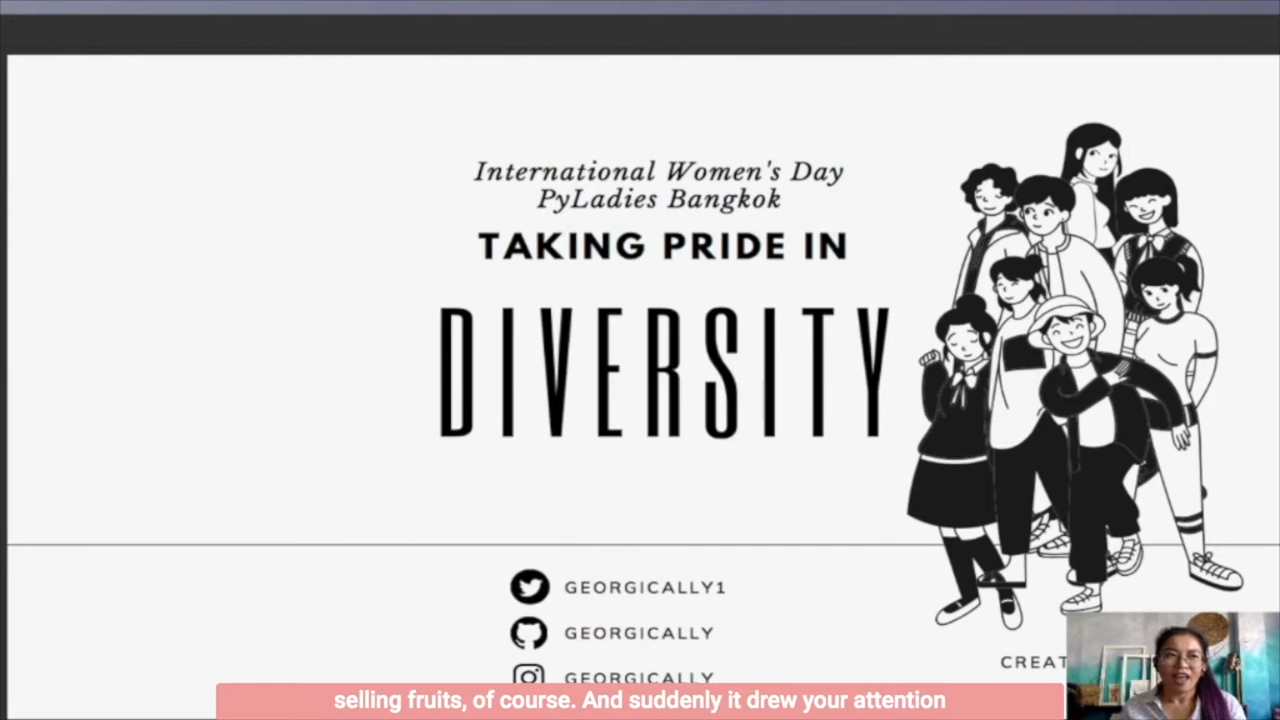 International Women's Day
PyLadies Bangkok
TAKING PRIDE IN
DIVERSITY
GEORGICALLY1
GEORGICALLY
GEORGICALLY
CREAT
selling fruits, of course. And suddenly it drew your attention